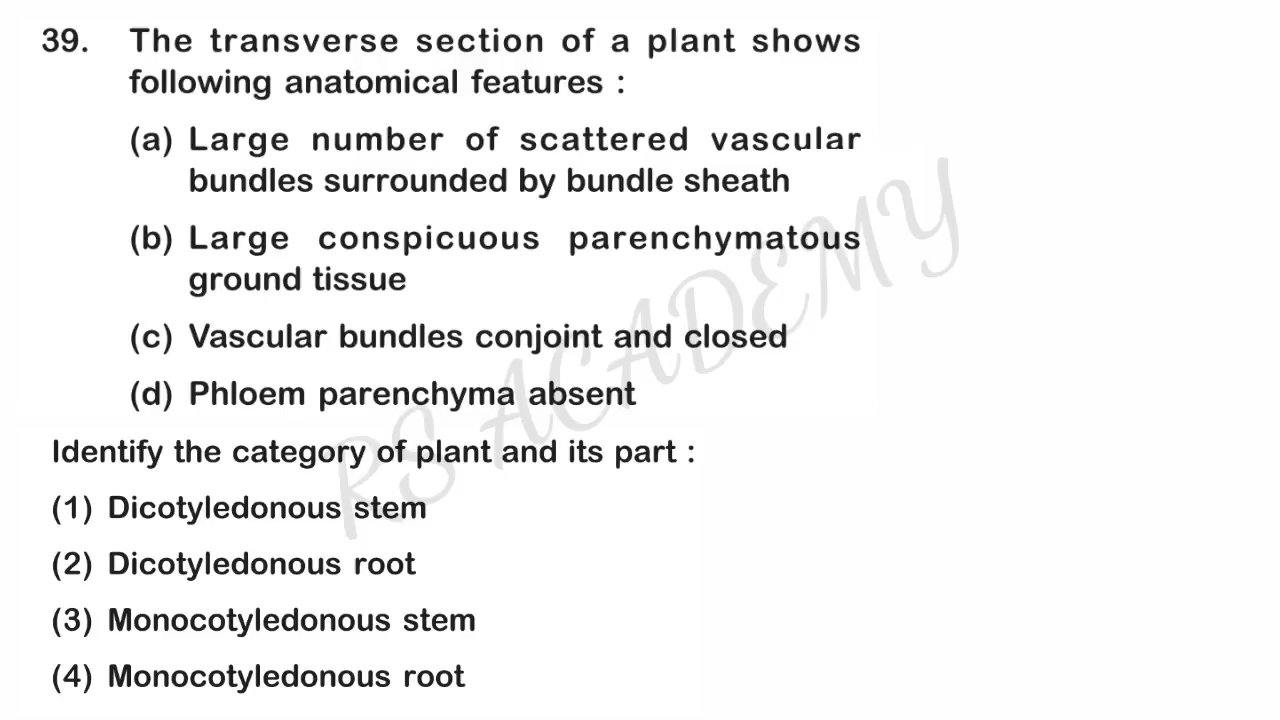 39. The transverse section of a plant shows
following anatomical features :
(a) Large number of scattered vascular
bundles surrounded by bundle sheath
(b) Large conspicuous parenchymatous
ground tissue
(c) Vascular bundles conjoint and closed
(d) Phloem parenchyma absent
Identify the category of plant and its part :
(1) Dicotyledonous stem
(2) Dicotyledonous root
(3) Monocotyledonous stem
(4) Monocotyledonous root
RS ACADEMY